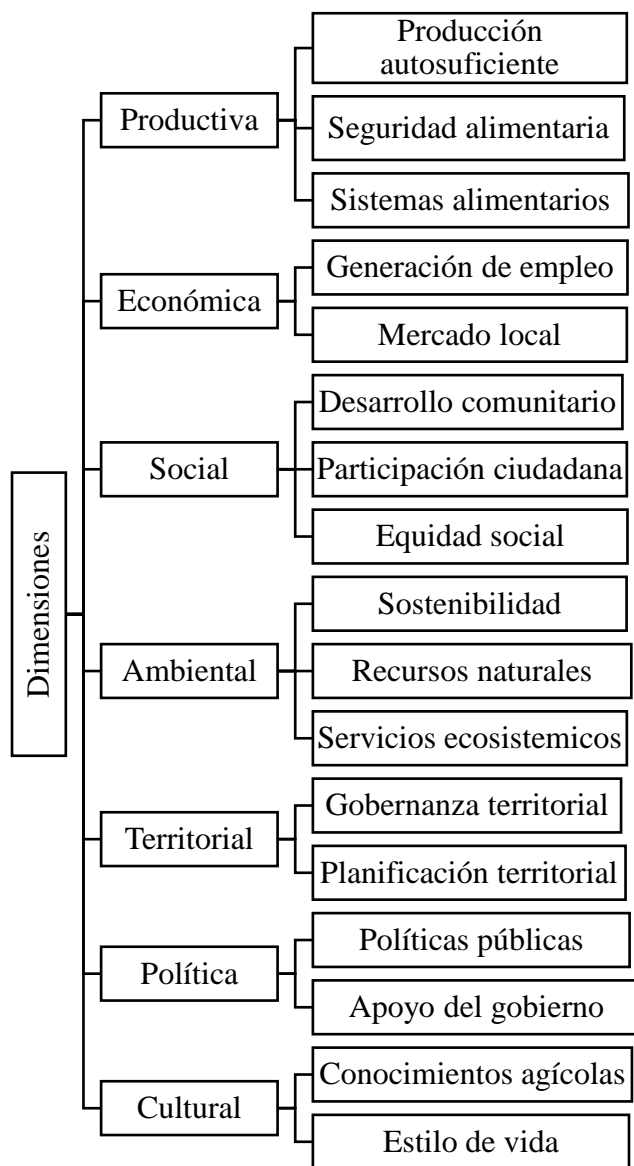 Dimensiones
Productiva
Producción
autosuficiente
Seguridad alimentaria
Sistemas alimentarios
Económica
Generación de empleo
Mercado local
Social
Desarrollo comunitario
Participación ciudadana
Equidad social
Ambiental
Sostenibilidad
Recursos naturales
Servicios ecosistemicos
Territorial
Gobernanza territorial
Planificación territorial
Política
Políticas públicas
Apoyo del gobierno
Cultural
Conocimientos agícolas
Estilo de vida